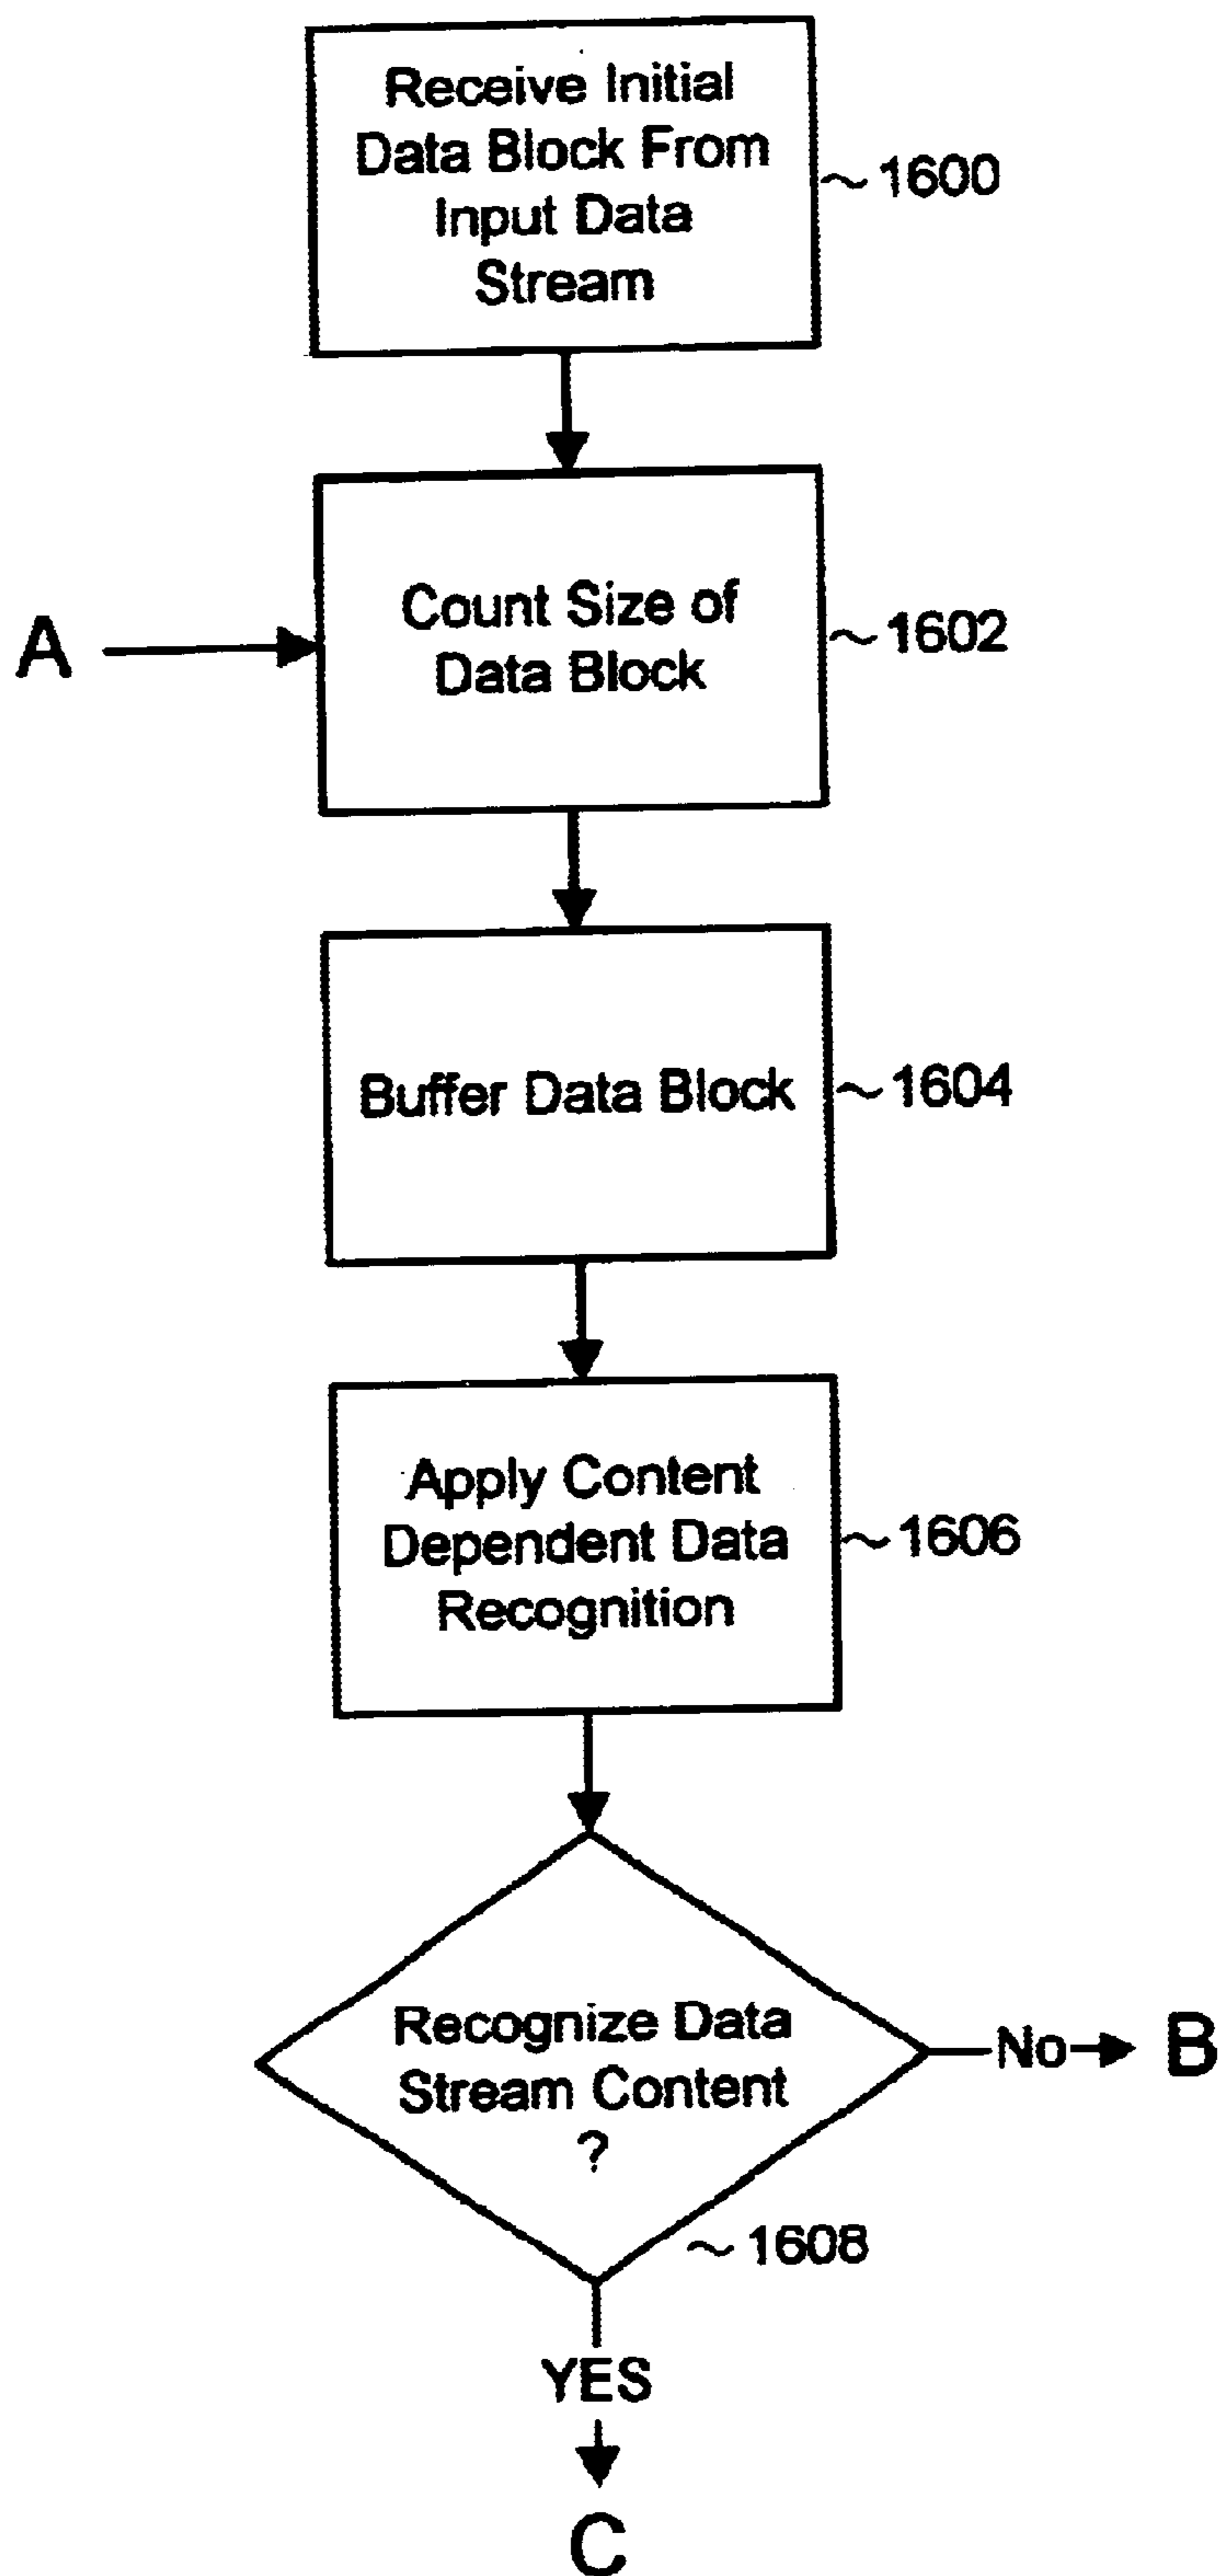 Receive Initial
Data Block From
Input Data
Stream
~1600
A
Count Size of
Data Block
~1602
Buffer Data Block
~1604
Apply Content
Dependent Data
Recognition
~1606
Recognize Data
Stream Content
?
No
B
~1608
YES
C